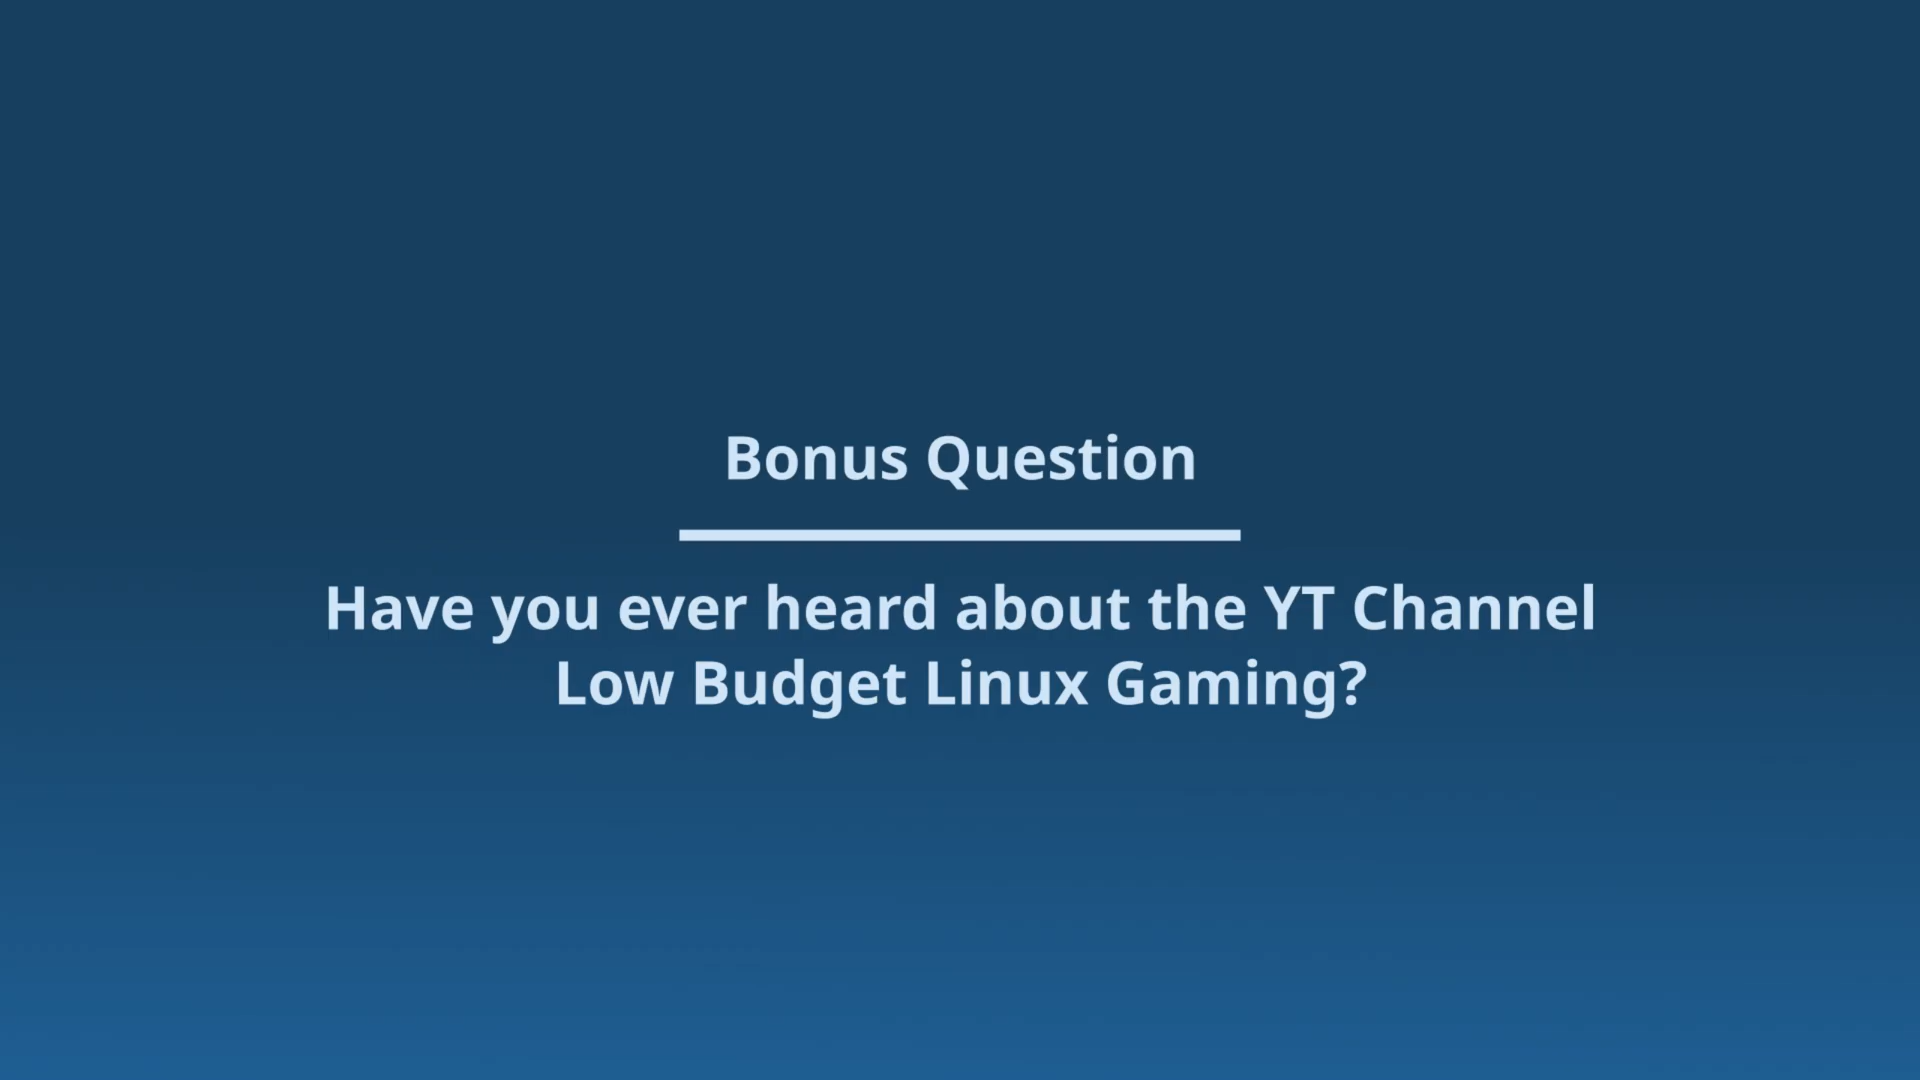 Bonus Question
Have you ever heard about the YT Channel
Low Budget Linux Gaming?